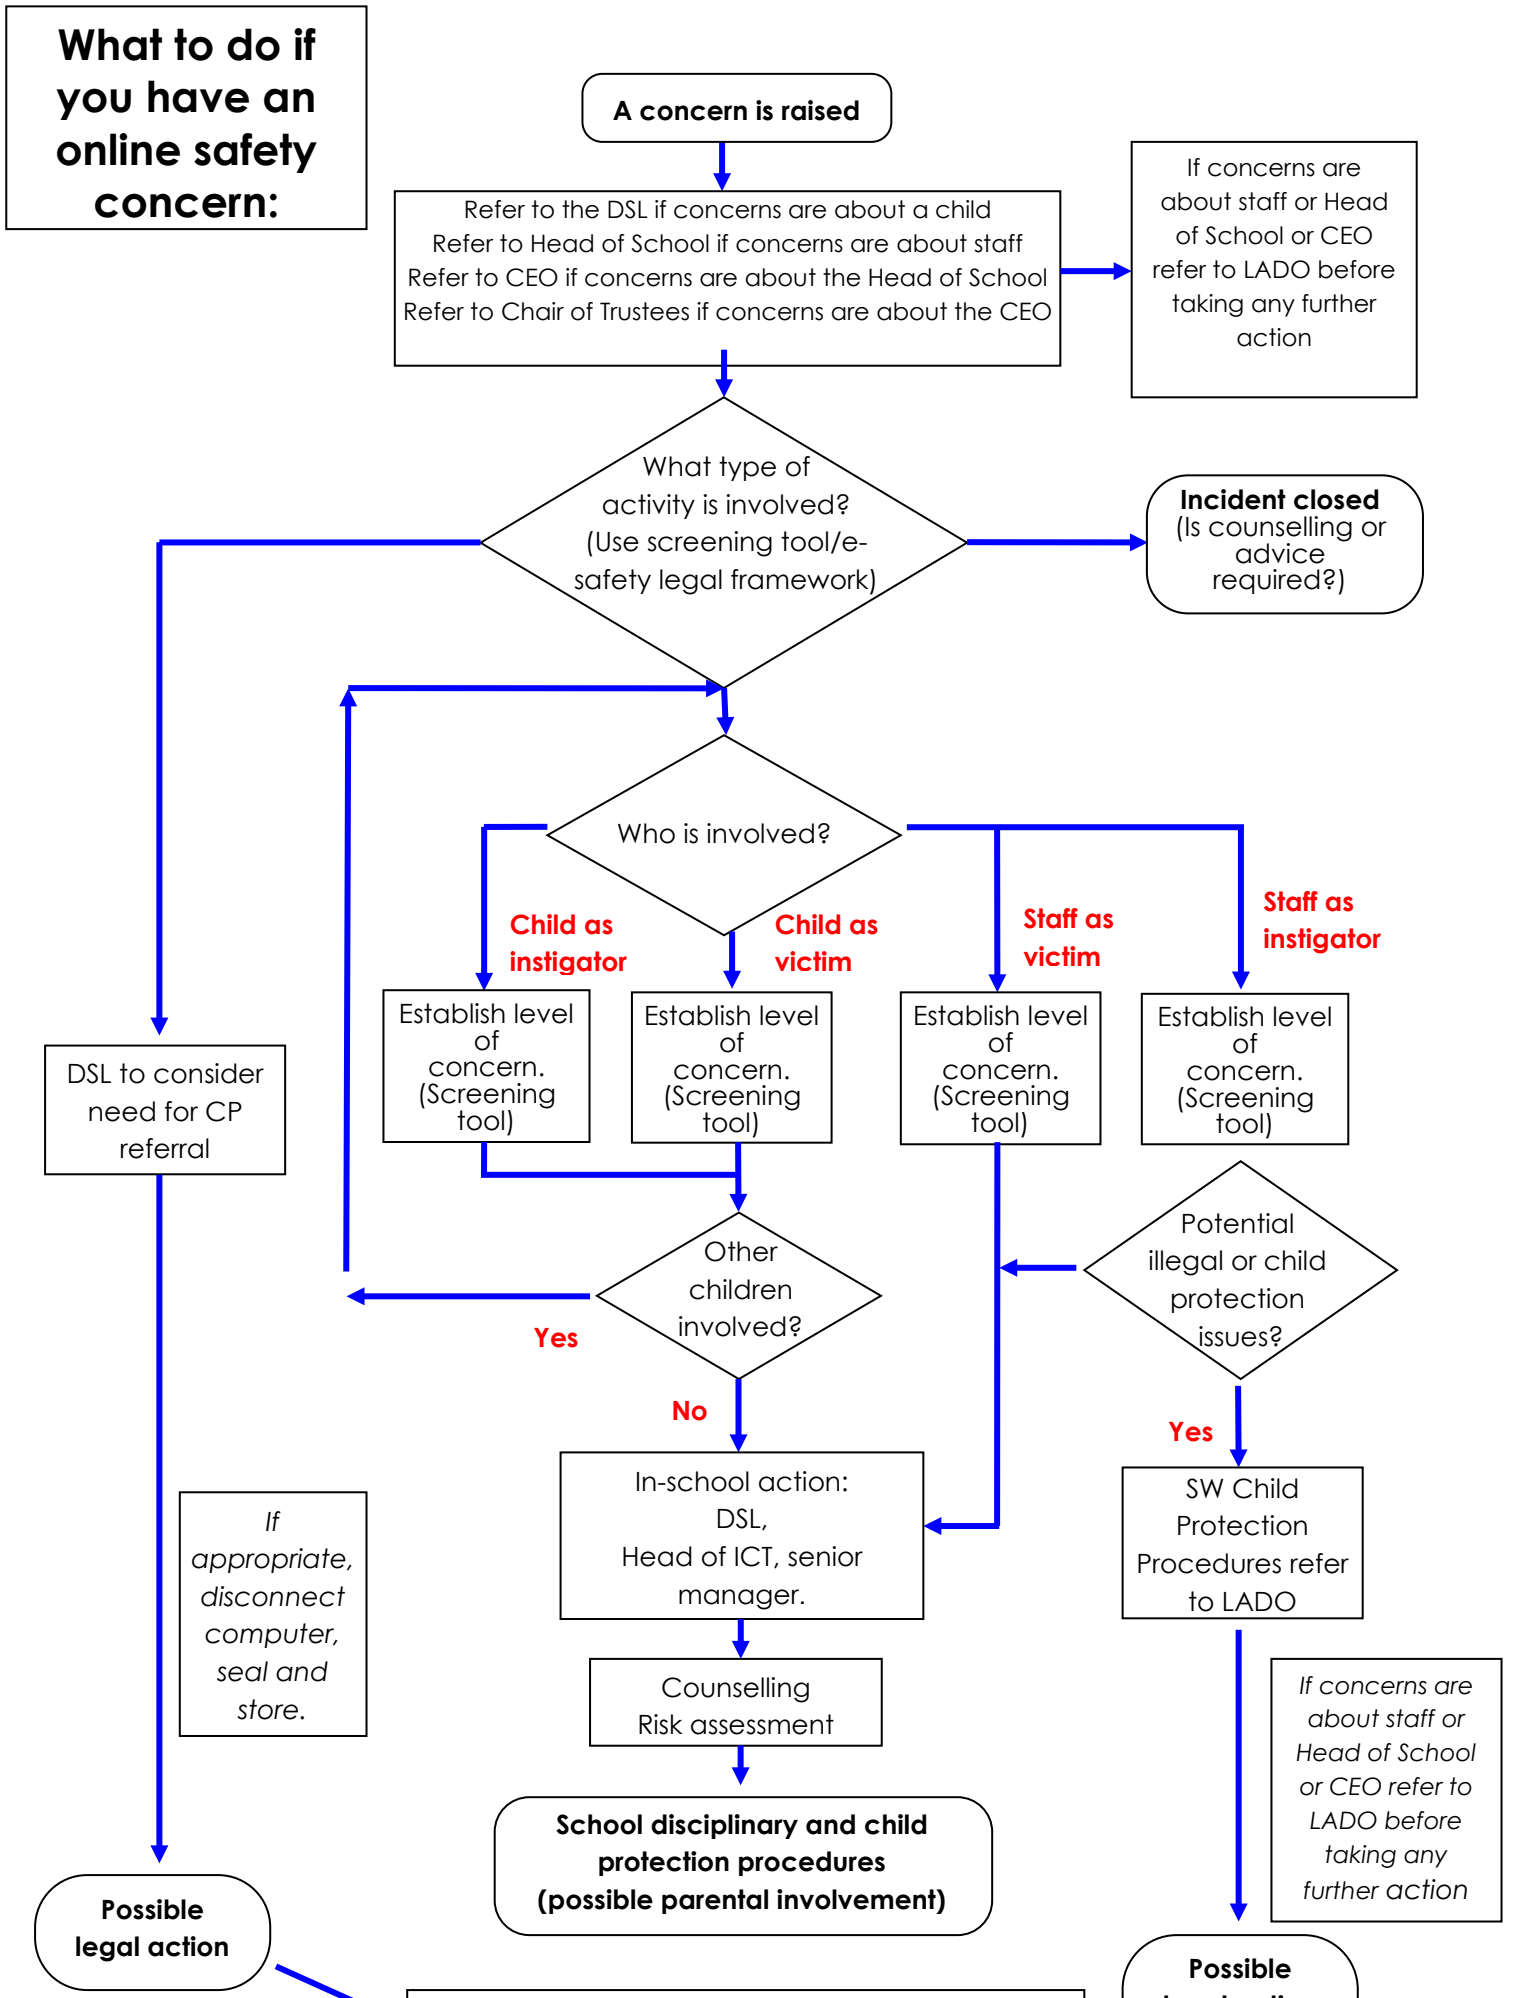 What to do if
you have an
online safety
concern:
A concern is raised
Refer to the DSL if concerns are about a child
Refer to Head of School if concerns are about staff
Refer to CEO if concerns are about the Head of School
Refer to Chair of Trustees if concerns are about the CEO
If concerns are
about staff or Head
of School or CEO
refer to LADO before
taking any further
action
What type of
activity is involved?
(Use screening tool/e-
safety legal framework)
Incident closed
(Is counselling or
advice
required?)
Who is involved?
Child as
instigator
Child as
victim
Staff as
victim
Staff as
instigator
Establish level
of
concern.
(Screening
tool)
Establish level
of
concern.
(Screening
tool)
Establish level
of
concern.
(Screening
tool)
Establish level
of
concern.
(Screening
tool)
DSL to consider
need for CP
referral
Other
children
involved?
Potential
illegal or child
protection
issues?
Yes
No
Yes
In-school action:
DSL,
Head of ICT, senior
manager.
SW Child
Protection
Procedures refer
to LADO
If
appropriate,
disconnect
computer,
seal and
store.
Counselling
Risk assessment
If concerns are
about staff or
Head of School
or CEO refer to
LADO before
taking any
further action
School disciplinary and child
protection procedures
(possible parental involvement)
Possible
legal action
Possible